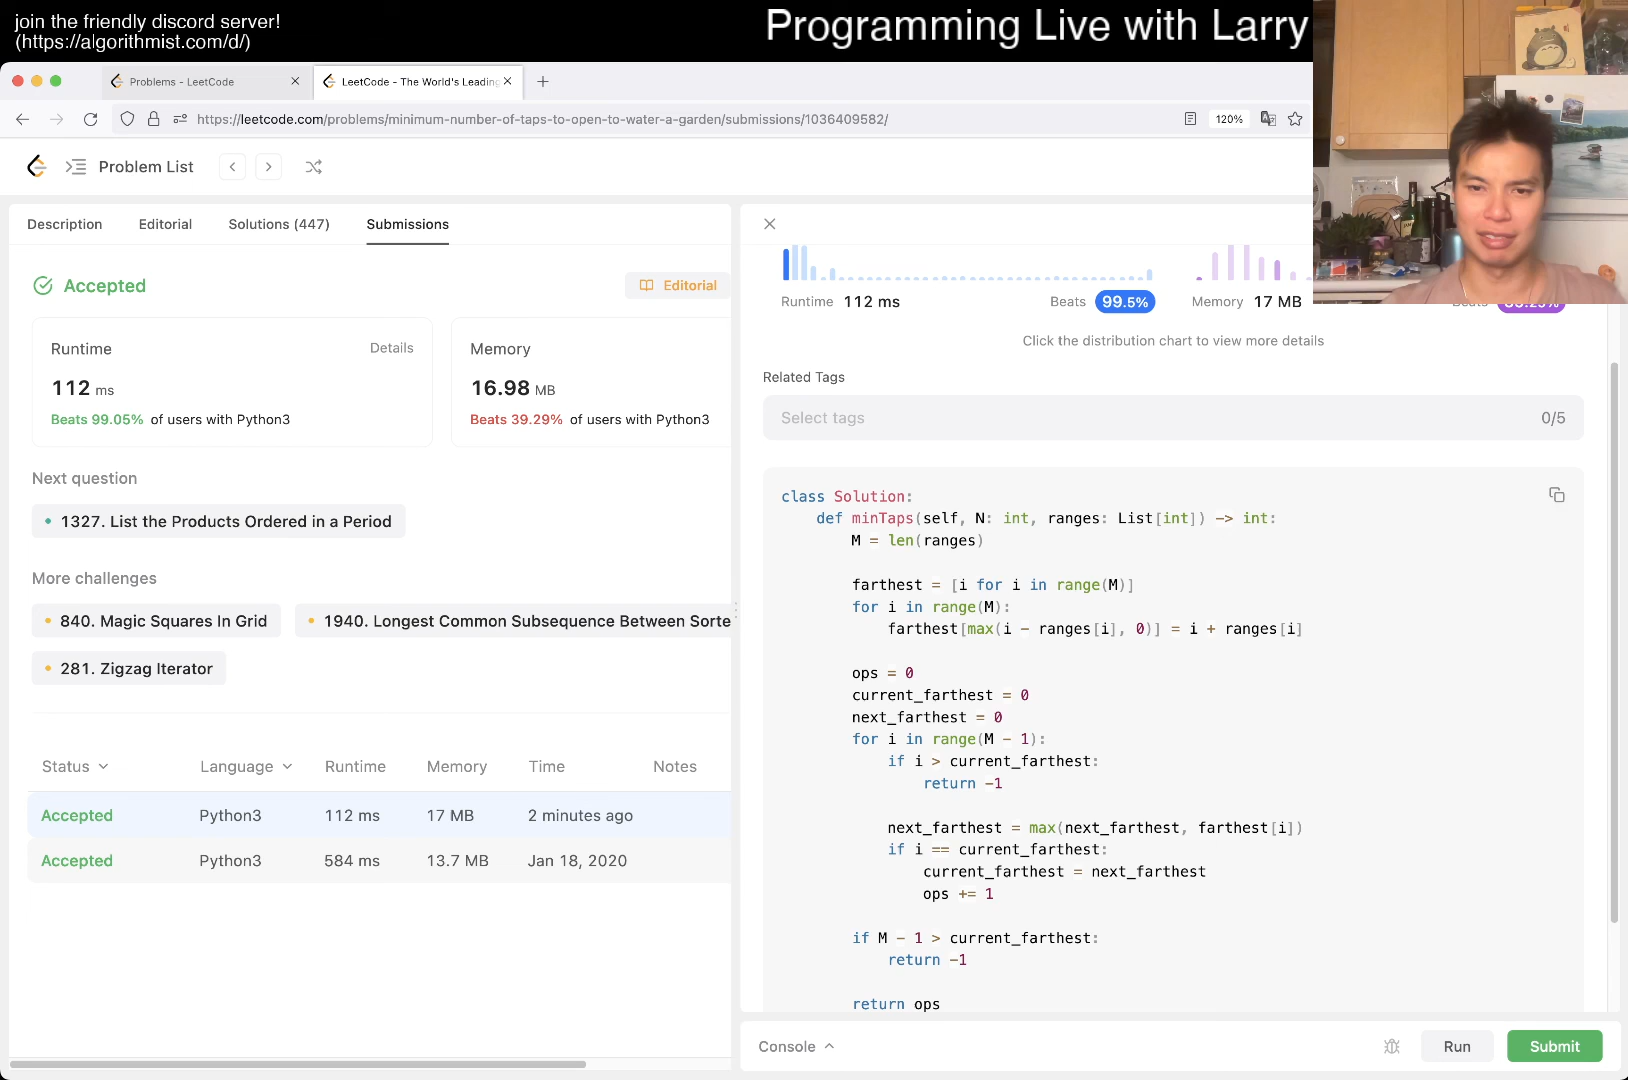 join the friendly discord server!
(https://algorithmist.com/d/)
Programming Live with Larry
Problems - LeetCode
LeetCode - The World's Leading
https://leetcode.com/problems/minimum-number-of-taps-to-open-to-water-a-garden/submissions/1036409582/
120%
Problem List
Description
Editorial
Solutions (447)
Submissions
Accepted
Editorial
Runtime
Details
112 ms
Beats 99.05% of users with Python3
Memory
16.98 MB
Beats 39.29% of users with Python3
Next question
1327. List the Products Ordered in a Period
More challenges
840. Magic Squares In Grid
1940. Longest Common Subsequence Between Sorte
281. Zigzag Iterator
Status
Language
Runtime
Memory
Time
Notes
Accepted
Python3
112 ms
17 MB
2 minutes ago
Accepted
Python3
584 ms
13.7 MB
Jan 18, 2020
Runtime 112 ms
Beats 99.5%
Memory 17 MB
Click the distribution chart to view more details
Related Tags
Select tags
0/5
class Solution:
    def minTaps(self, N: int, ranges: List[int]) -> int:
        M = len(ranges)
        farthest = [i for i in range(M)]
        for i in range(M):
            farthest[max(i - ranges[i], 0)] = i + ranges[i]
        ops = 0
        current_farthest = 0
        next_farthest = 0
        for i in range(M - 1):
            if i > current_farthest:
                return -1
            next_farthest = max(next_farthest, farthest[i])
            if i == current_farthest:
                current_farthest = next_farthest
                ops += 1
        if M - 1 > current_farthest:
            return -1
        return ops
Console
Run
Submit